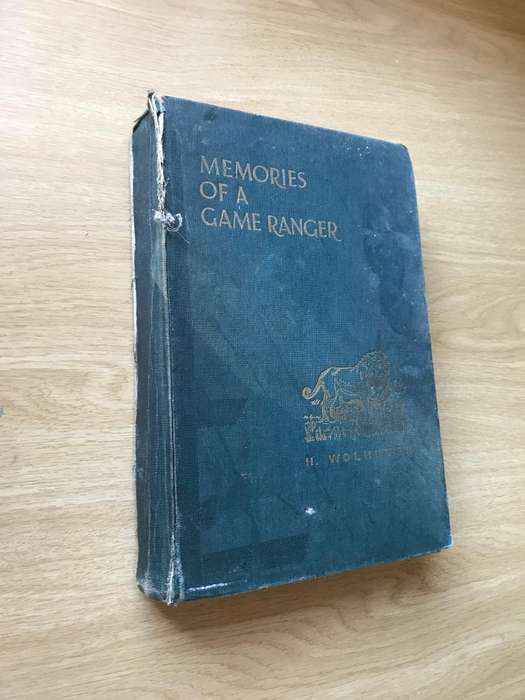 MEMORIES
OF A
GAME RANGER
H.